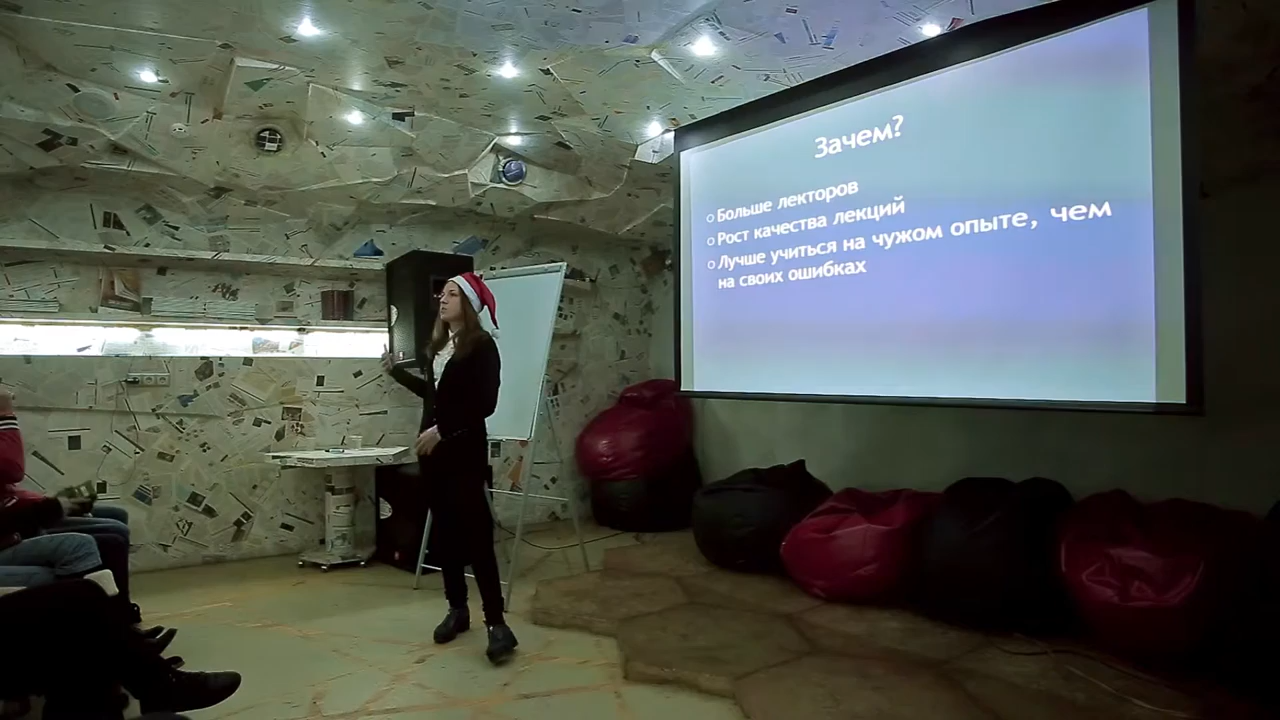 Зачем?
Больше лекторов
Рост качества лекций
Лучше учиться на чужом опыте, чем
на своих ошибках